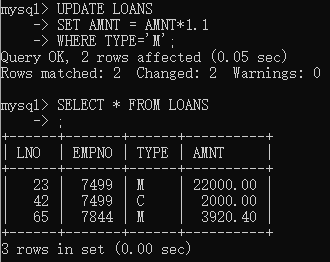 mysql> UPDATE LOANS
    -> SET AMNT = AMNT*1.1
    -> WHERE TYPE='M';
Query OK, 2 rows affected (0.05 sec)
Rows matched: 2  Changed: 2  Warnings: 0
mysql> SELECT * FROM LOANS
    -> ;
+-----+-------+------+----------+
| LNO | EMPNO | TYPE | AMNT     |
+-----+-------+------+----------+
|  23 |  7499 | M    | 22000.00 |
|  42 |  7499 | C    |  2000.00 |
|  65 |  7844 | M    |  3920.40 |
+-----+-------+------+----------+
3 rows in set (0.00 sec)